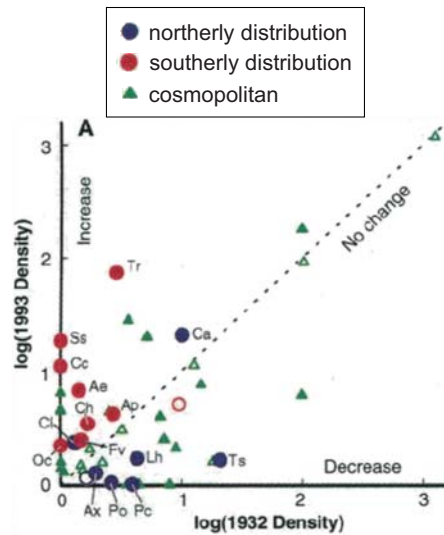 northerly distribution
southerly distribution
cosmopolitan
A
3
2
1
0
log(1993 Density)
Increase
No change
Tr
Ss
Ca
Cc
Ae
Ch
Ap
Cl
Fv
Oc
Lh
Ts
Decrease
Ax
Po
Pc
0
1
2
3
log(1932 Density)